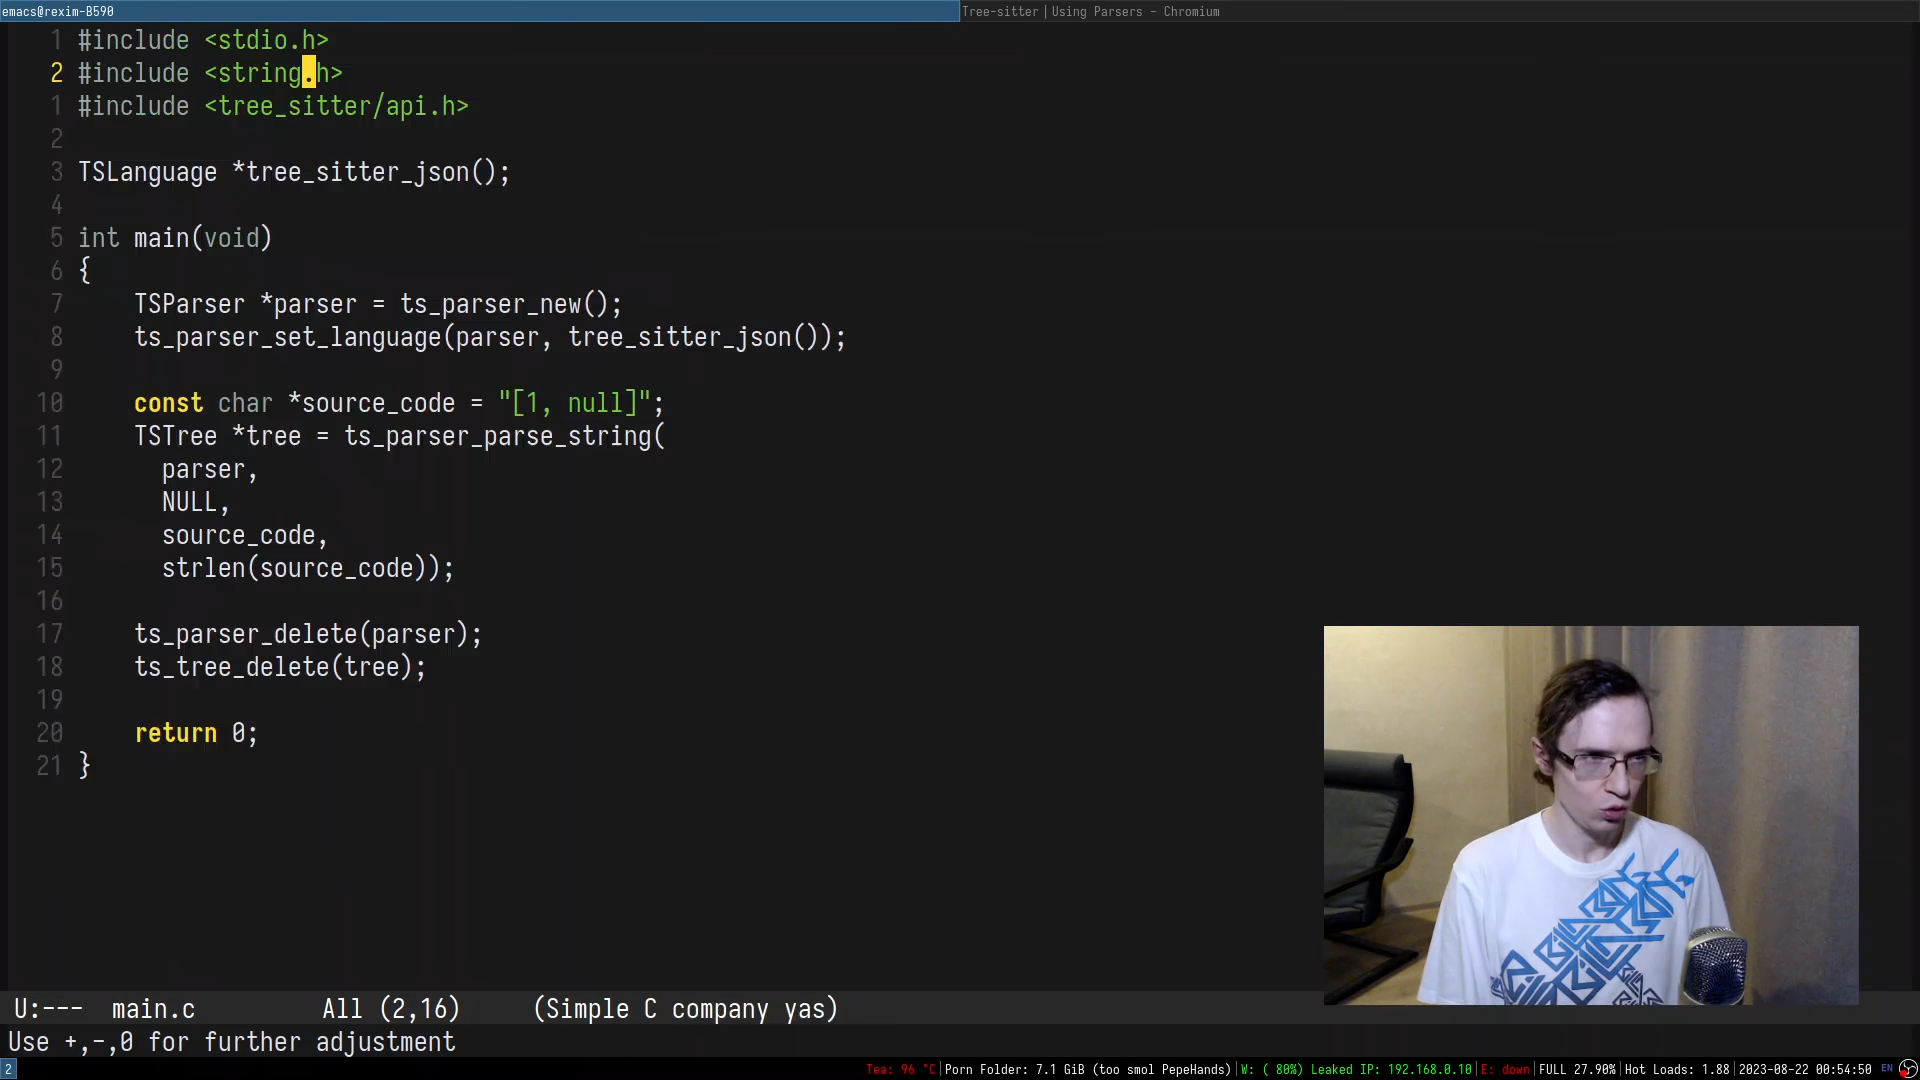 emacs@rexim-B590
Tree-sitter|Using Parsers - Chromium
1 #include <stdio.h>
2 #include <string.h>
1 #include <tree_sitter/api.h>
2
3 TSLanguage *tree_sitter_json();
4
5 int main(void)
6 {
7     TSParser *parser = ts_parser_new();
8     ts_parser_set_language(parser, tree_sitter_json());
9
10     const char *source_code = "[1, null]";
11     TSTree *tree = ts_parser_parse_string(
12       parser,
13       NULL,
14       source_code,
15       strlen(source_code));
16
17     ts_parser_delete(parser);
18     ts_tree_delete(tree);
19
20     return 0;
21 }
U:--- main.c All (2,16) (Simple C company yas)
Use +,-,0 for further adjustment
2 Tea: 96 °C|Porn Folder: 7.1 GiB (too smol PepeHands)|W: ( 80%) Leaked IP: 192.168.0.10|E: down|FULL 27.90%|Hot Loads: 1.88|2023-08-22 00:54:50 EN